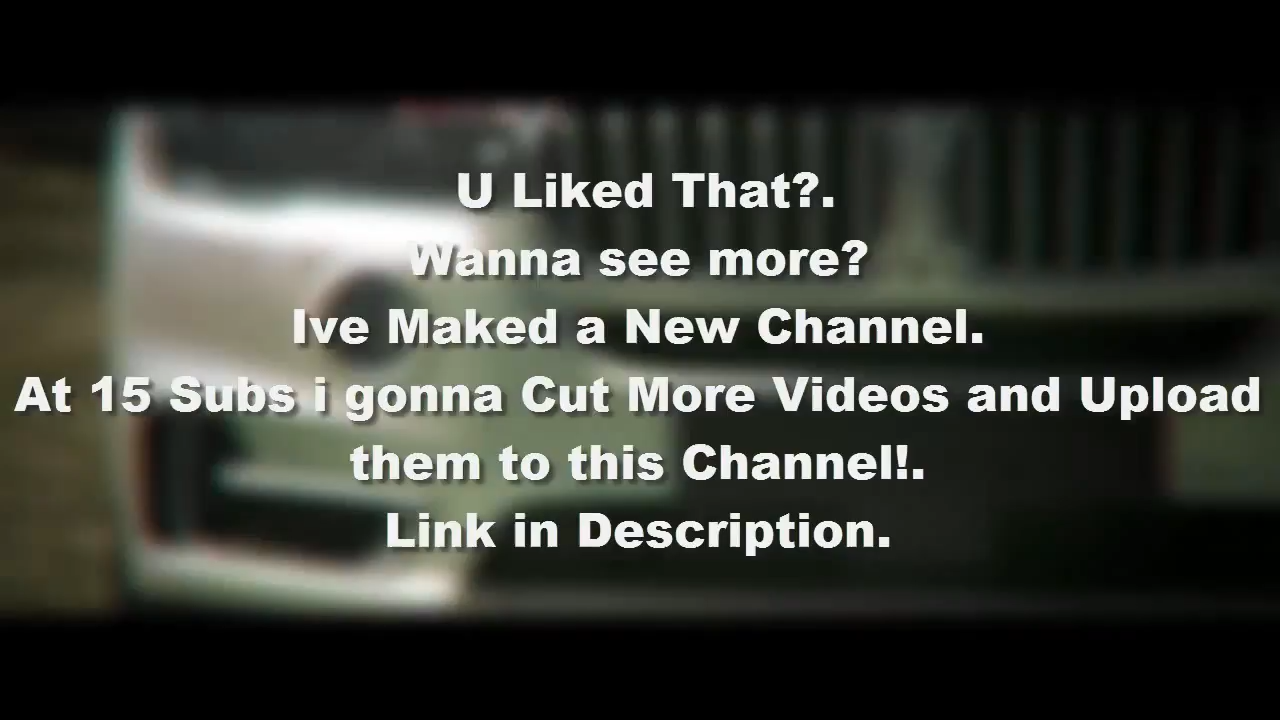 U Liked That?.
Wanna see more?
Ive Maked a New Channel.
At 15 Subs i gonna Cut More Videos and Upload
them to this Channel!.
Link in Description.